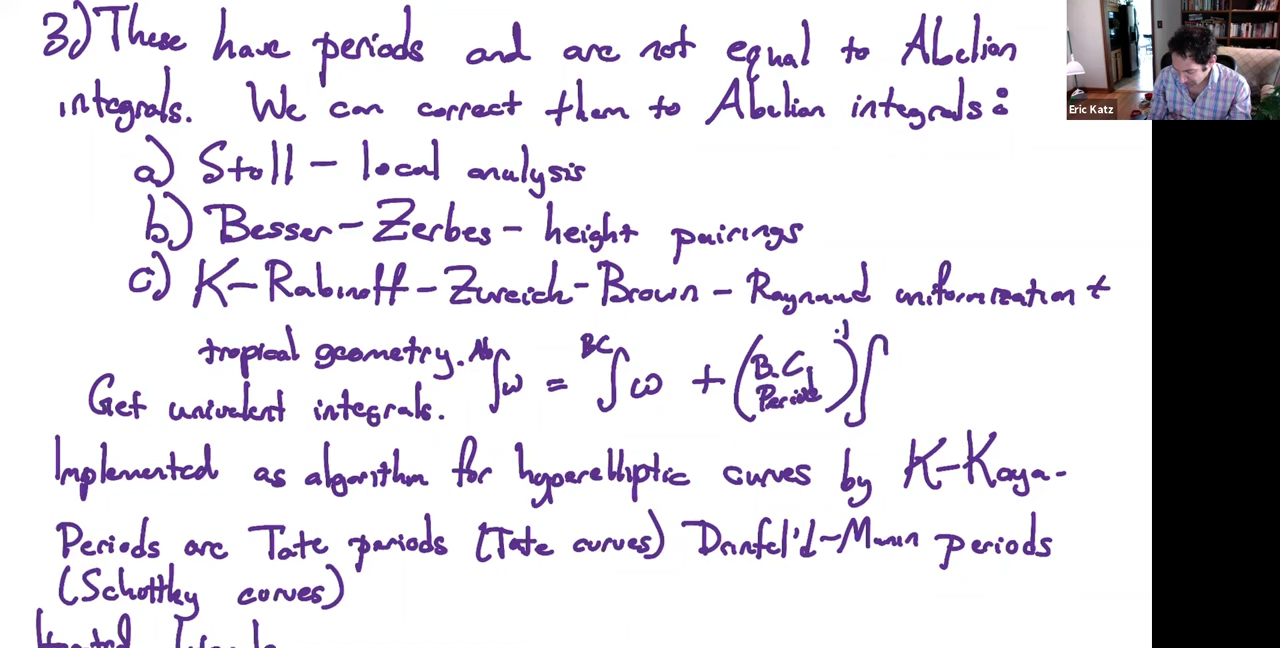 3) These have periods and are not equal to Abelian
integrals. We can correct them to Abelian integrals:
a) Stoll – local analysis
b) Besser – Zerbes – height pairings
c) K – Rabinoff – Zureich – Brown – Raynaud uniformization +
tropical geometry. Ab∫ω = BC∫ω + (B.C. Periods)∫
Get univalent integrals.
Implemented as algorithm for hyperelliptic curves by K – Kaya –
Periods are Tate periods (Tate curves) Drinfel'd – Manin periods
(Schottky curves)
Eric Katz